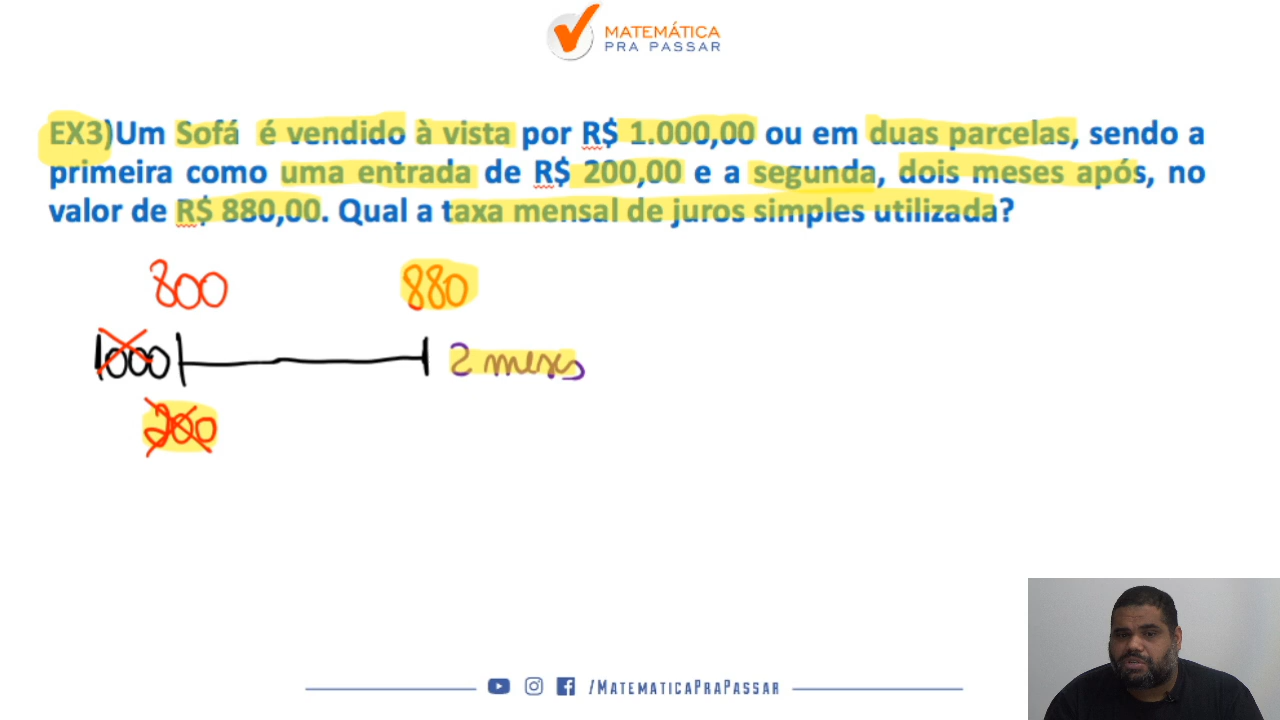 MATEMÁTICA
PRA PASSAR
EX3)Um Sofá é vendido à vista por R$ 1.000,00 ou em duas parcelas, sendo a
primeira como uma entrada de R$ 200,00 e a segunda, dois meses após, no
valor de R$ 880,00. Qual a taxa mensal de juros simples utilizada?
800 880
1000 2 meses
200
/MATEMATICAPRAPASSAR